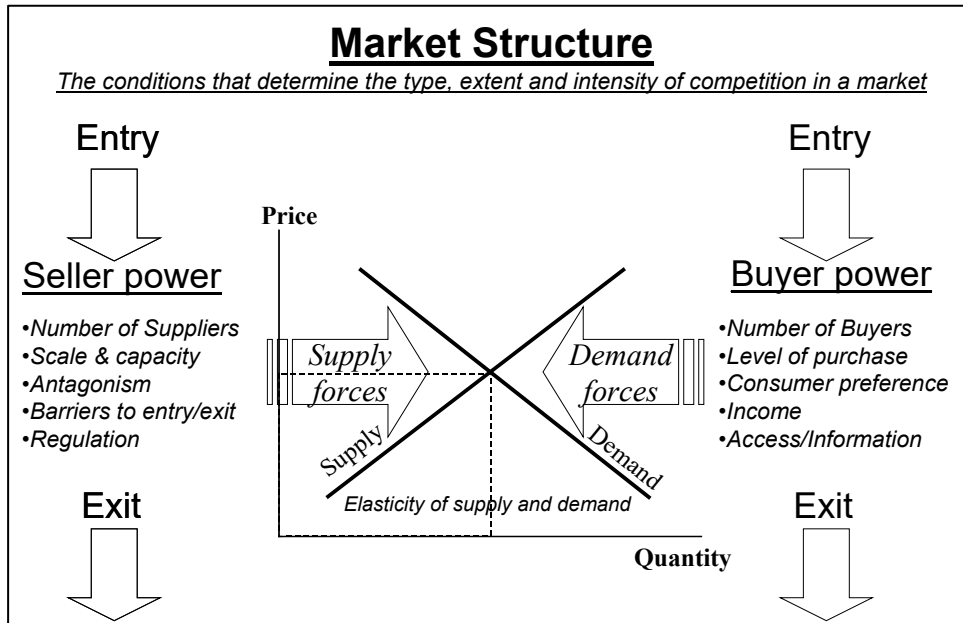 Market Structure
The conditions that determine the type, extent and intensity of competition in a market
Entry
Seller power
•Number of Suppliers
•Scale & capacity
•Antagonism
•Barriers to entry/exit
•Regulation
Exit
Price
Supply
forces
Demand
forces
Supply
Demand
Elasticity of supply and demand
Quantity
Entry
Buyer power
•Number of Buyers
•Level of purchase
•Consumer preference
•Income
•Access/Information
Exit